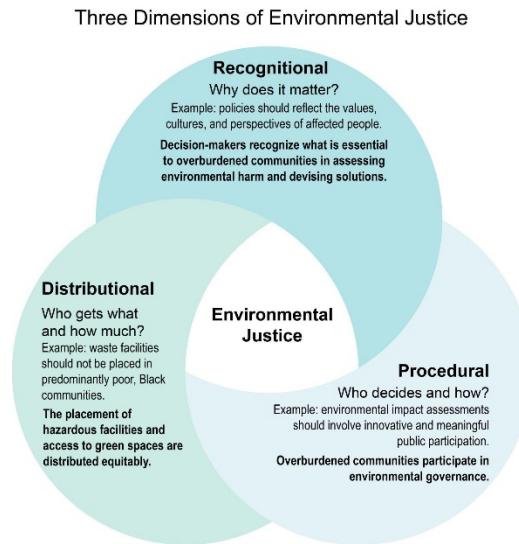 Three Dimensions of Environmental Justice
Recognitional
Why does it matter?
Example: policies should reflect the values,
cultures, and perspectives of affected people.
Decision-makers recognize what is essential
to overburdened communities in assessing
environmental harm and devising solutions.
Distributional
Who gets what
and how much?
Example: waste facilities
should not be placed in
predominantly poor, Black
communities.
The placement of
hazardous facilities and
access to green spaces are
distributed equitably.
Environmental
Justice
Procedural
Who decides and how?
Example: environmental impact assessments
should involve innovative and meaningful
public participation.
Overburdened communities participate in
environmental governance.